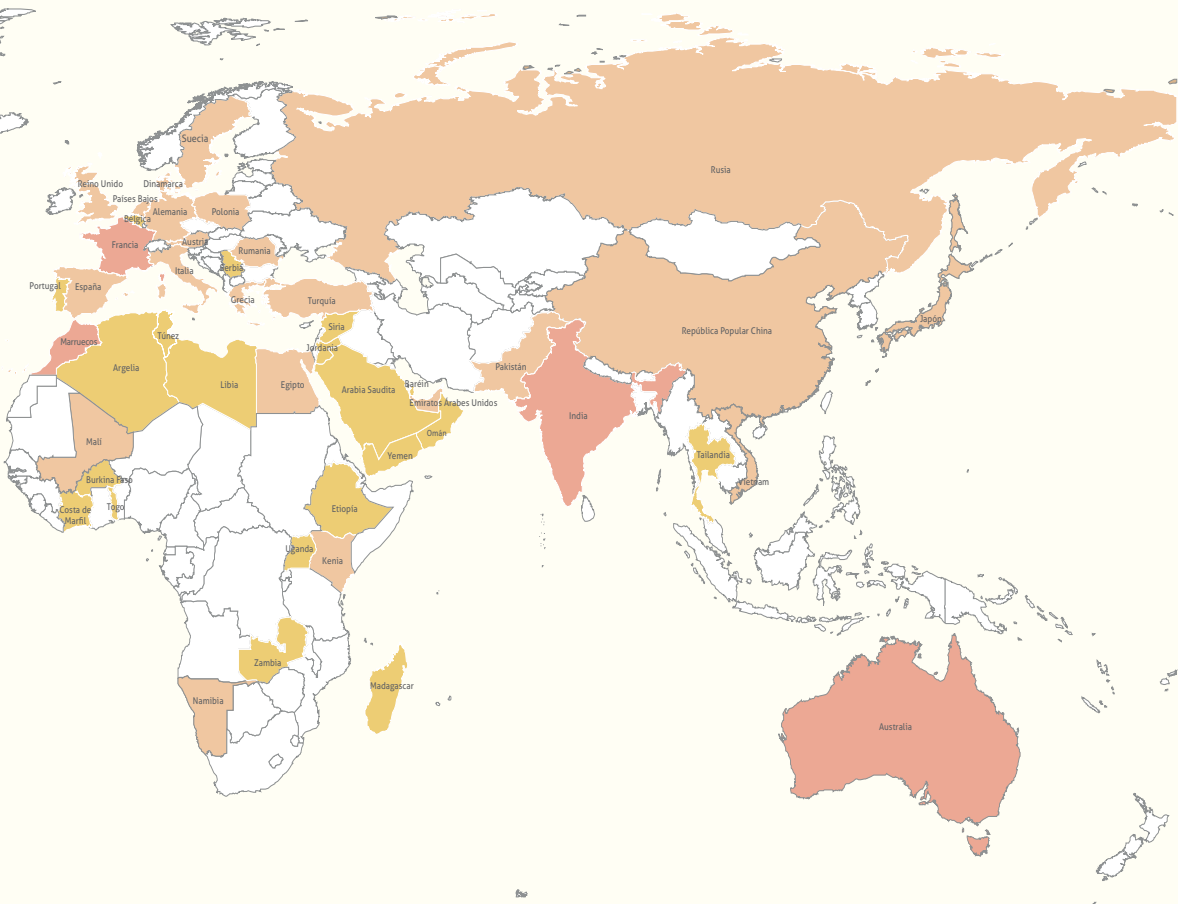 Suecia
Rusia
Reino Unido
Dinamarca
Países Bajos
Bélgica
Alemania
Polonia
Francia
Austria
Rumania
Serbia
Italia
Portugal
España
Grecia
Turquía
Marruecos
Túnez
Siria
Jordania
Argelia
Libia
Egipto
Arabia Saudita
Baréin
Emiratos Árabes Unidos
Omán
Yemen
Pakistán
República Popular China
Japón
India
Tailandia
Vietnam
Malí
Burkina Faso
Costa de
Marfil
Togo
Etiopía
Uganda
Kenia
Zambia
Madagascar
Namibia
Australia